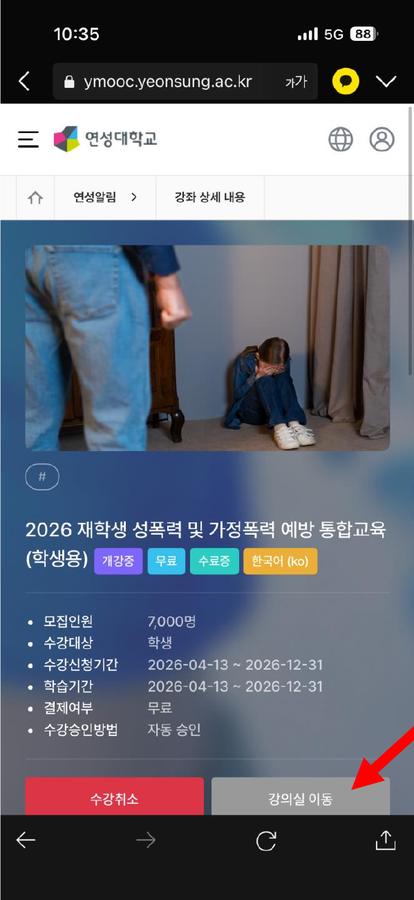 10:35
5G 88
ymooc.yeonsung.ac.kr 가가
연성대학교
연성알림 > 강좌 상세 내용
#
2026 재학생 성폭력 및 가정폭력 예방 통합교육
(학생용) 개강중 무료 수료증 한국어 (ko)
• 모집인원 7,000명
• 수강대상 학생
• 수강신청기간 2026-04-13 ~ 2026-12-31
• 학습기간 2026-04-13 ~ 2026-12-31
• 결제여부 무료
• 수강승인방법 자동 승인
수강취소 강의실 이동